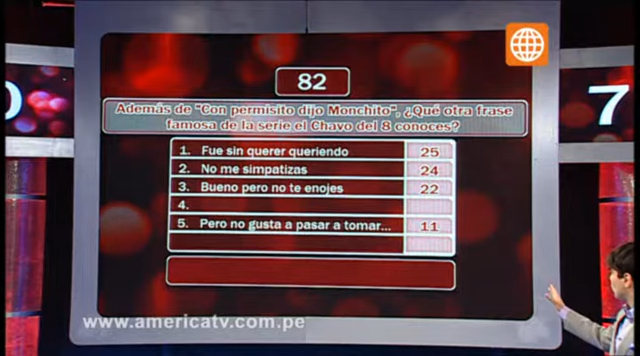 82
Además de "Con permisito dijo Monchito", ¿Qué otra frase
famosa de la serie el Chavo del 8 conoces?
1. Fue sin querer queriendo 25
2. No me simpatizas 24
3. Bueno pero no te enojes 22
4.
5. Pero no gusta a pasar a tomar... 11
0
7
www.americatv.com.pe